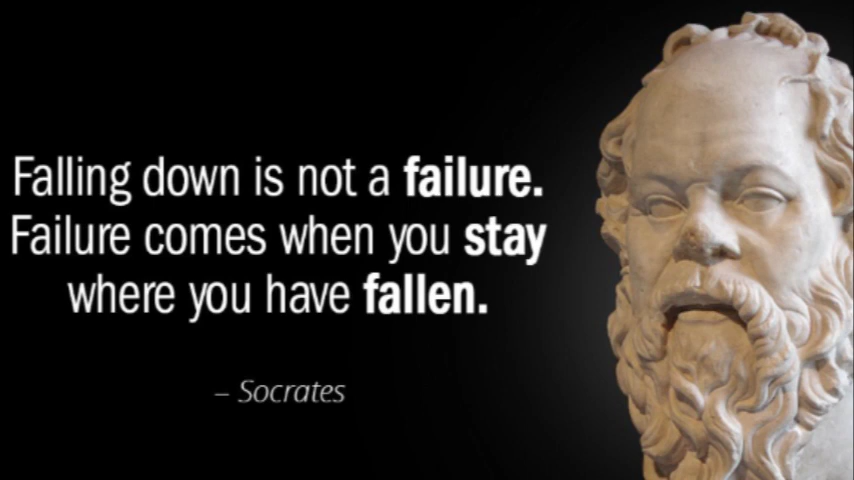 Falling down is not a failure.
Failure comes when you stay
where you have fallen.
– Socrates